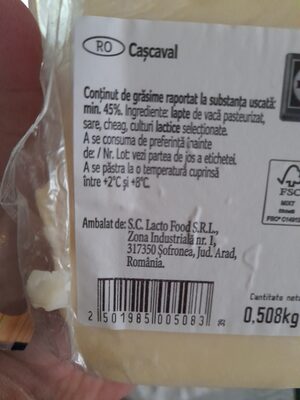 RO Cașcaval
Conținut de grăsime raportat la substanța uscată:
min. 45%. Ingrediente: lapte de vacă pasteurizat,
sare, cheag, culturi lactice selecționate.
A se consuma de preferință înainte
de: / Nr. Lot: vezi partea de jos a etichetei.
A se păstra la o temperatură cuprinsă
între +2°C și +8°C.
FSC
MIXT
Ambalat de: S.C. Lacto Food S.R.L.,
Zona Industrială nr. 1,
317350 Șofronea, Jud. Arad,
România.
Cantitate
0,508kg
2 501985 005083